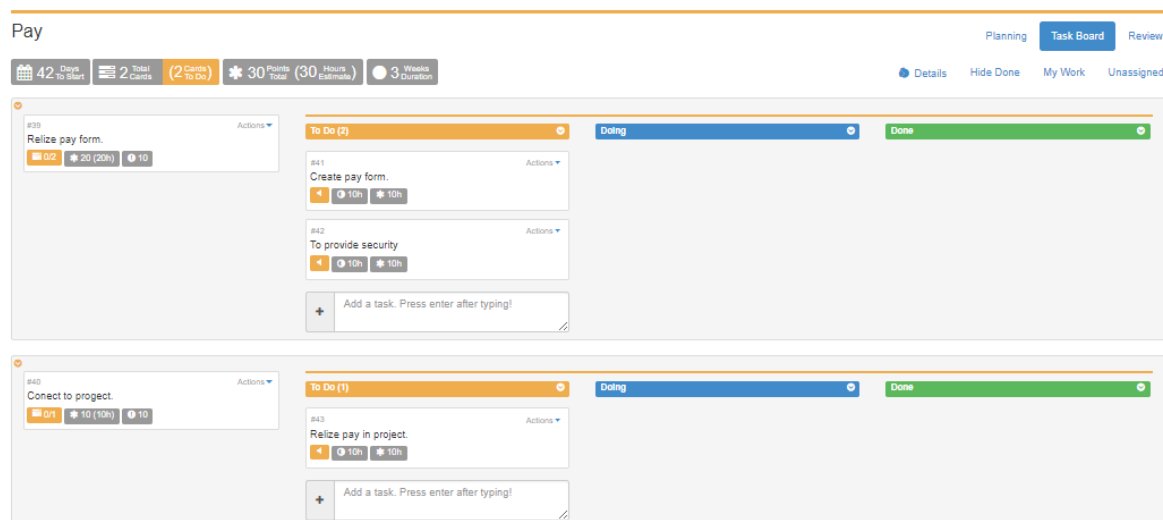 Pay
Planning Task Board Review
42 Days To Start 2 Total Cards (2 Cards To Do) 30 Points Total (30 Hours Estimate) 3 Weeks Duration
Details Hide Done My Work Unassigned
#39 Actions
Relize pay form.
0/2 20 (20h) 10
To Do (2) Doing Done
#41 Actions
Create pay form.
10h 10h
#42 Actions
To provide security
10h 10h
+ Add a task. Press enter after typing!
#40 Actions
Conect to progect.
0/1 10 (10h) 10
To Do (1) Doing Done
#43 Actions
Relize pay in project.
10h 10h
+ Add a task. Press enter after typing!